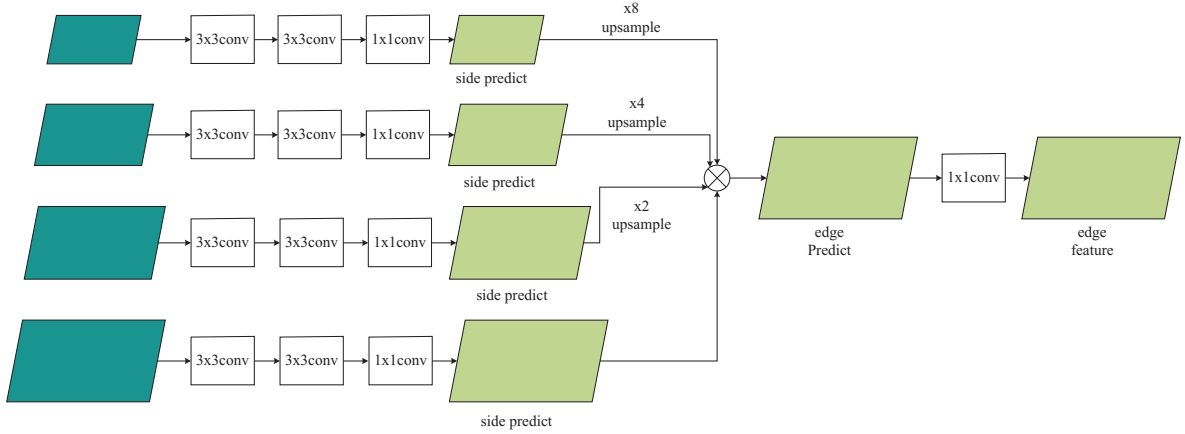 x8
upsample
3x3conv
3x3conv
1x1conv
side predict
x4
upsample
3x3conv
3x3conv
1x1conv
side predict
x2
upsample
3x3conv
3x3conv
1x1conv
side predict
3x3conv
3x3conv
1x1conv
side predict
edge
Predict
1x1conv
edge
feature